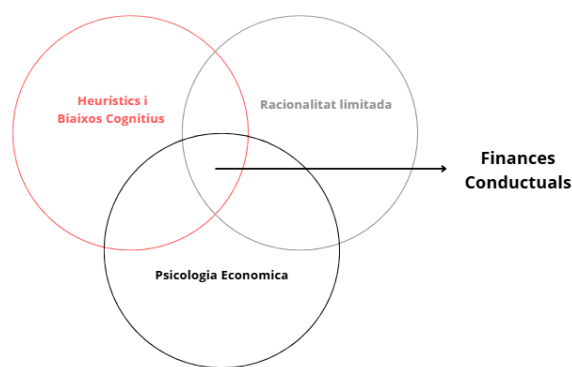 Heurístics i
Biaixos Cognitius
Racionalitat limitada
Finances
Conductuals
Psicologia Economica